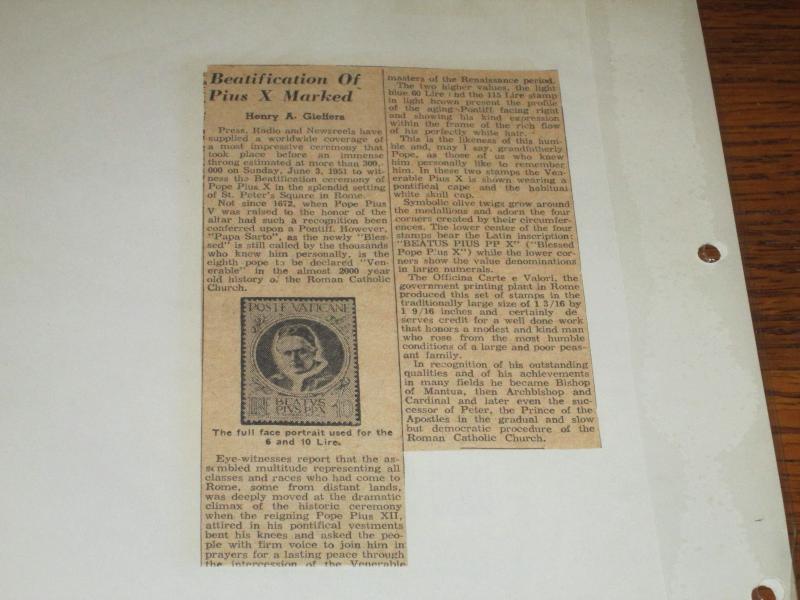 Beatification Of
Pius X Marked
Henry A. Gieffers
Press, Radio and Newsreels have
supplied a worldwide coverage of
a most impressive ceremony that
took place before an immense
throng estimated at more than 300,-
000 on Sunday, June 3, 1951 to wit-
ness the Beatification ceremony of
Pope Pius X in the splendid setting
of St. Peter's Square in Rome.
Not since 1672, when Pope Pius
V was raised to the honor of the
altar had such a recognition been
conferred upon a Pontiff. However,
"Papa Sarto", as the newly "Bles-
sed" is still called by the thousands
who knew him personally, is the
eighth pope to be declared "Ven-
erable" in the almost 2000 year
old history of the Roman Catholic
Church.
POSTE VATICANE
BEATUS
PIUS PP. X
10
The full face portrait used for the
6 and 10 Lire.
Eye-witnesses report that the as-
sembled multitude representing all
classes and races who had come to
Rome, some from distant lands,
was deeply moved at the dramatic
climax of the historic ceremony
when the reigning Pope Pius XII,
attired in his pontifical vestments
bent his knees and asked the peo-
ple with firm voice to join him in
prayers for a lasting peace through
the intercession of the Venerable
masters of the Renaissance period.
The two higher values, the light
blue 60 Lire and the 115 Lire stamp
in light brown present the profile
of the aging Pontiff facing right
and showing his kind expression
within the frame of the rich flow
of his perfectly white hair.
This is the likeness of this hum-
ble and, may I say, grandfatherly
Pope, as those of us who knew
him personally like to remember
him. In these two stamps the Ven-
erable Pius X is shown wearing a
pontifical cape and the habitual
white skull cap.
Symbolic olive twigs grow around
the medallions and adorn the four
corners created by their circumfer-
ences. The lower center of the four
stamps bear the Latin inscription:
"BEATUS PIUS PP X" ("Blessed
Pope Pius X") while the lower cor-
ners show the value denominations
in large numerals.
The Officina Carte e Valori, the
government printing plant in Rome
produced this set of stamps in the
traditionally large size of 1 3/16 by
1 9/16 inches and certainly de
serves credit for a well done work
that honors a modest and kind man
who rose from the most humble
conditions of a large and poor peas-
ant family.
In recognition of his outstanding
qualities and of his achievements
in many fields he became Bishop
of Mantua, then Archbishop and
Cardinal and later even the suc-
cessor of Peter, the Prince of the
Apostles in the gradual and slow
but democratic procedure of the
Roman Catholic Church.